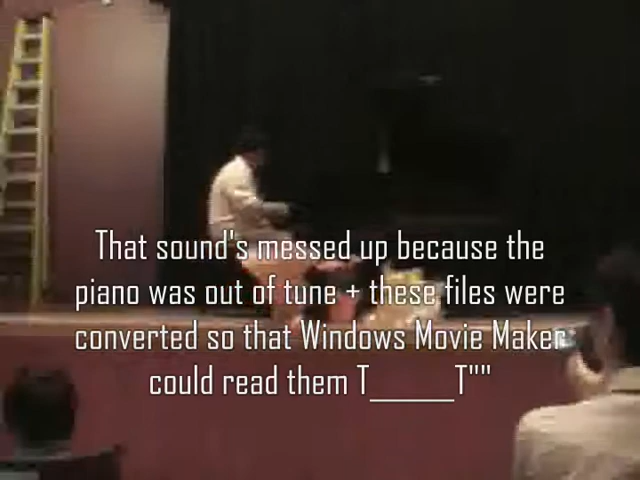 That sound's messed up because the
piano was out of tune + these files were
converted so that Windows Movie Maker
could read them T_____T""